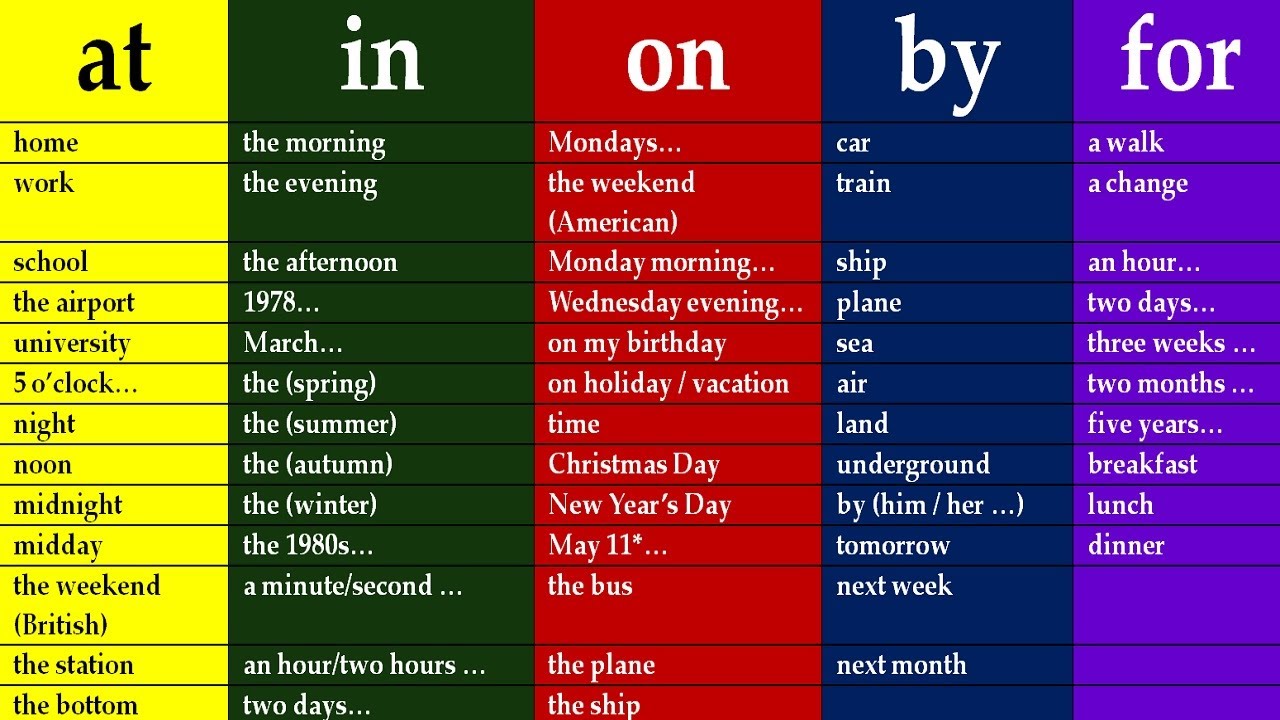 at in on by for
home the morning Mondays… car a walk
work the evening the weekend train a change
(American)
school the afternoon Monday morning… ship an hour…
the airport 1978… Wednesday evening… plane two days…
university March… on my birthday sea three weeks …
5 o’clock… the (spring) on holiday / vacation air two months …
night the (summer) time land five years…
noon the (autumn) Christmas Day underground breakfast
midnight the (winter) New Year’s Day by (him / her …) lunch
midday the 1980s… May 11*… tomorrow dinner
the weekend a minute/second … the bus next week
(British)
the station an hour/two hours … the plane next month
the bottom two days… the ship